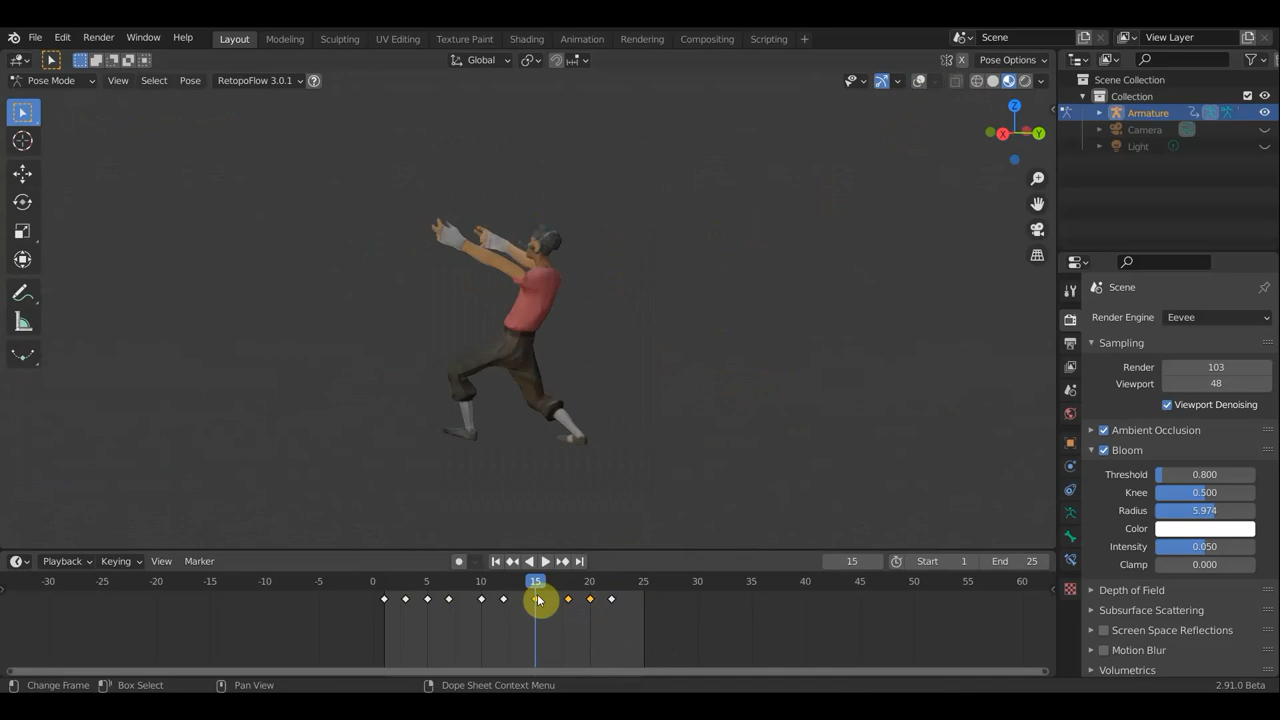 File Edit Render Window Help Layout Modeling Sculpting UV Editing Texture Paint Shading Animation Rendering Compositing Scripting + Scene View Layer
Global X Pose Options
Pose Mode View Select Pose RetopoFlow 3.0.1 ?
Scene Collection
Collection
Armature
Camera
Light
Z
X Y
Scene
Render Engine Eevee
Sampling
Render 103
Viewport 48
Viewport Denoising
Ambient Occlusion
Bloom
Threshold 0.800
Knee 0.500
Radius 5.974
Color
Intensity 0.050
Clamp 0.000
Depth of Field
Subsurface Scattering
Screen Space Reflections
Motion Blur
Volumetrics
Playback Keying View Marker 15 Start 1 End 25
-30 -25 -20 -15 -10 -5 0 5 10 15 20 25 30 35 40 45 50 55 60
Change Frame Box Select Pan View Dope Sheet Context Menu 2.91.0 Beta